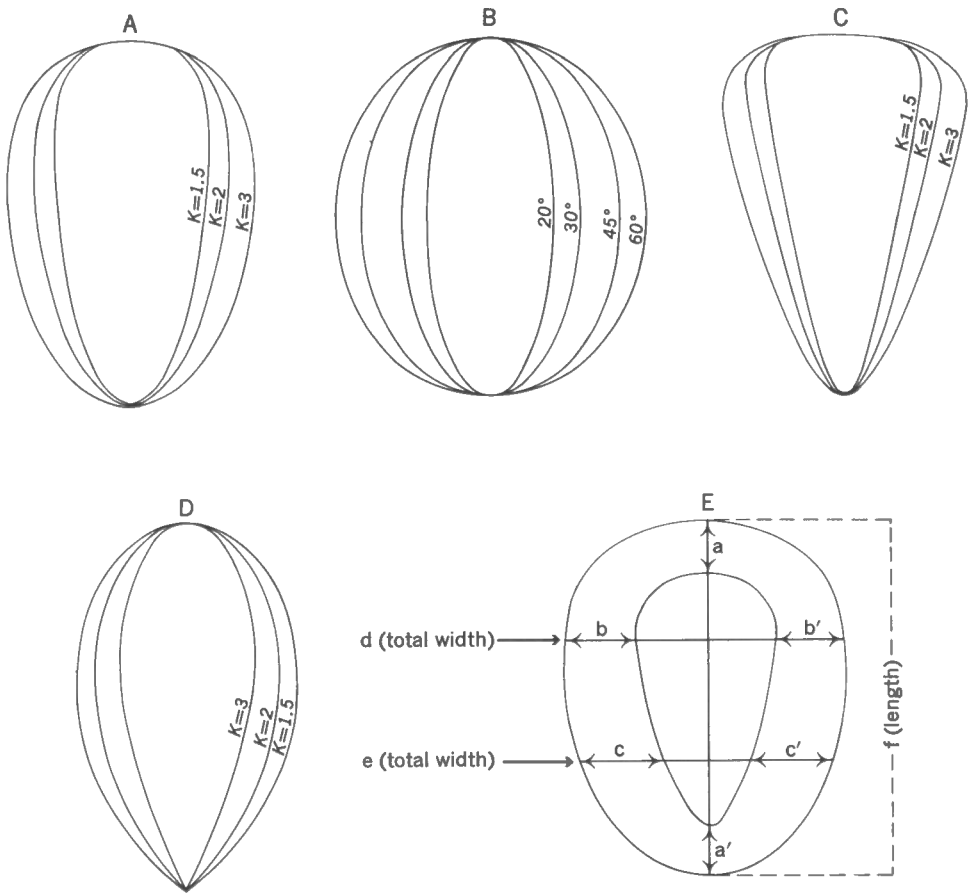 A
B
C
K=1.5
K=2
K=3
20°
30°
45°
60°
K=1.5
K=2
K=3
D
E
K=3
K=2
K=1.5
a
d (total width)
b
b′
f (length)
e (total width)
c
c′
a′